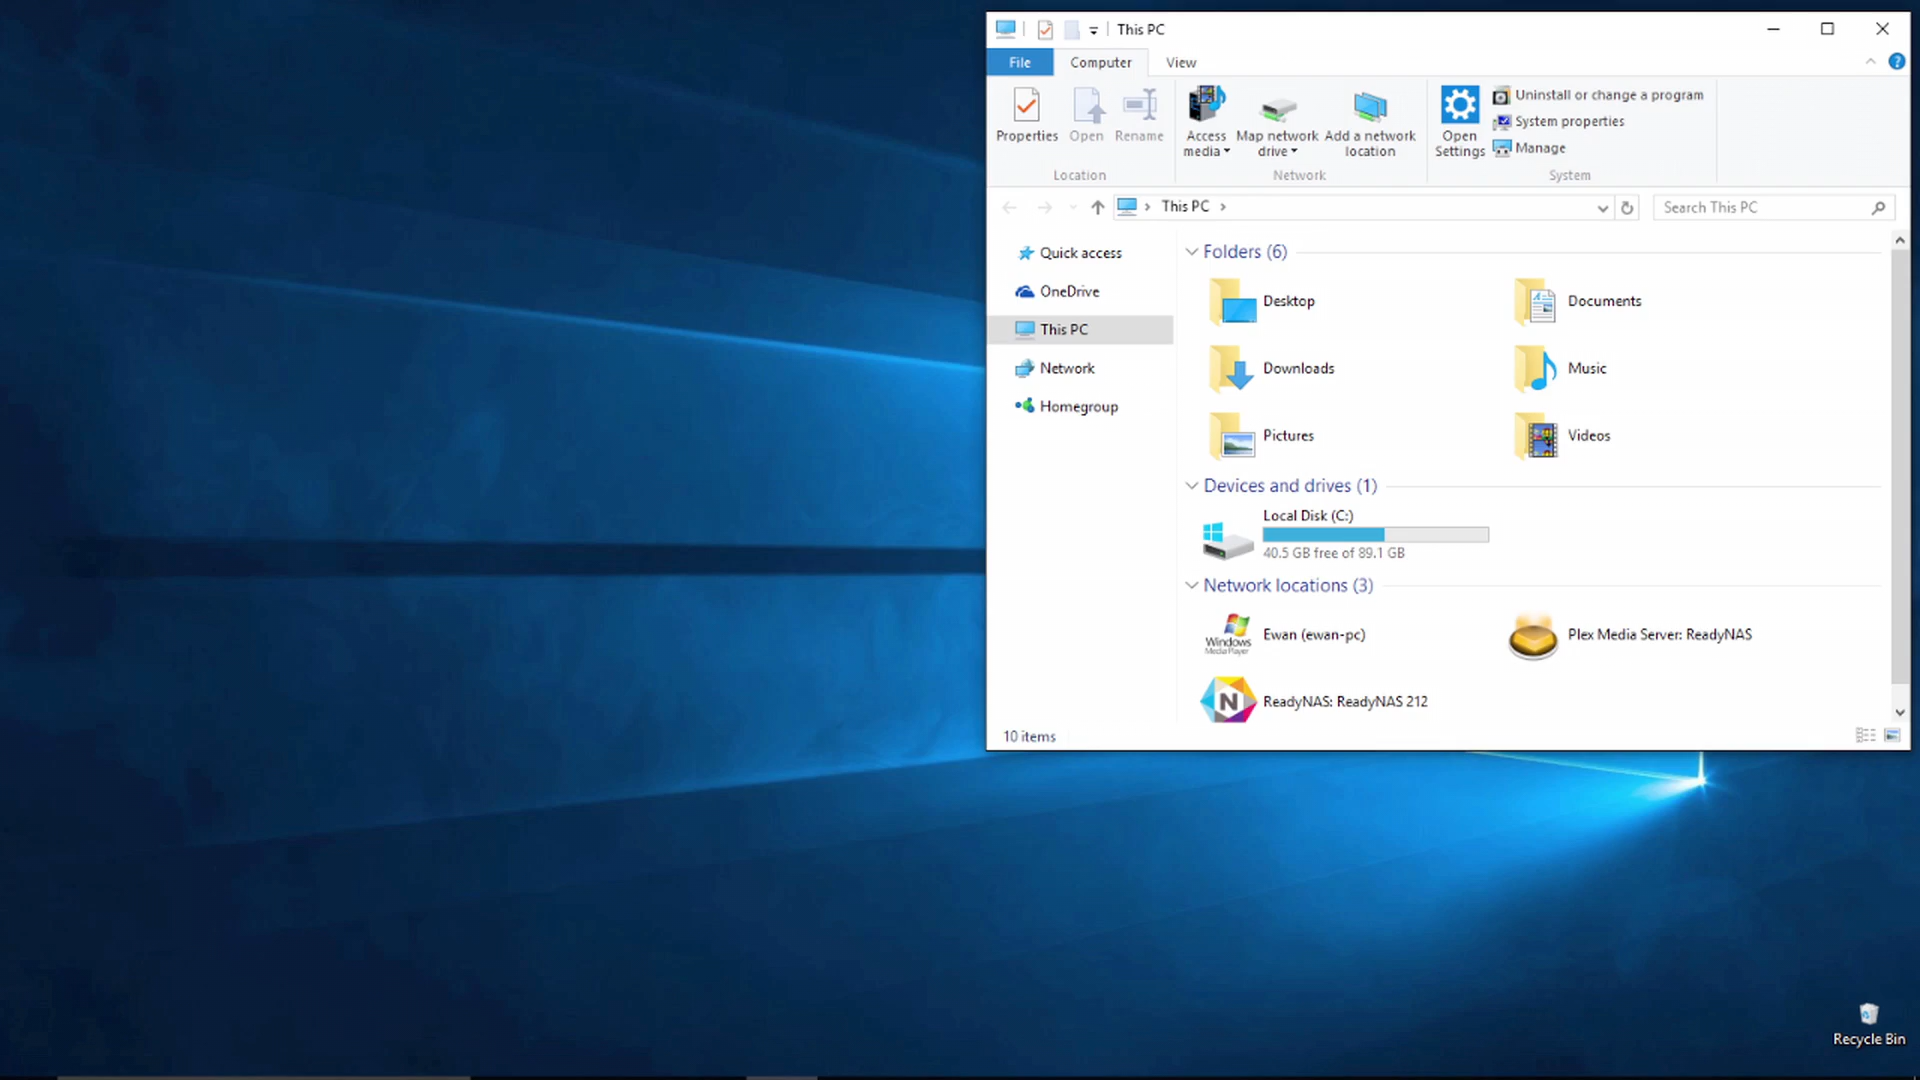 This PC
File Computer View
Properties Open Rename
Access media
Map network drive
Add a network location
Open Settings
Uninstall or change a program
System properties
Manage
Location Network System
This PC
Search This PC
Quick access
OneDrive
This PC
Network
Homegroup
Folders (6)
Desktop Documents
Downloads Music
Pictures Videos
Devices and drives (1)
Local Disk (C:)
40.5 GB free of 89.1 GB
Network locations (3)
Windows
Media Player
Ewan (ewan-pc)
Plex Media Server: ReadyNAS
N
ReadyNAS: ReadyNAS 212
10 items
Recycle Bin